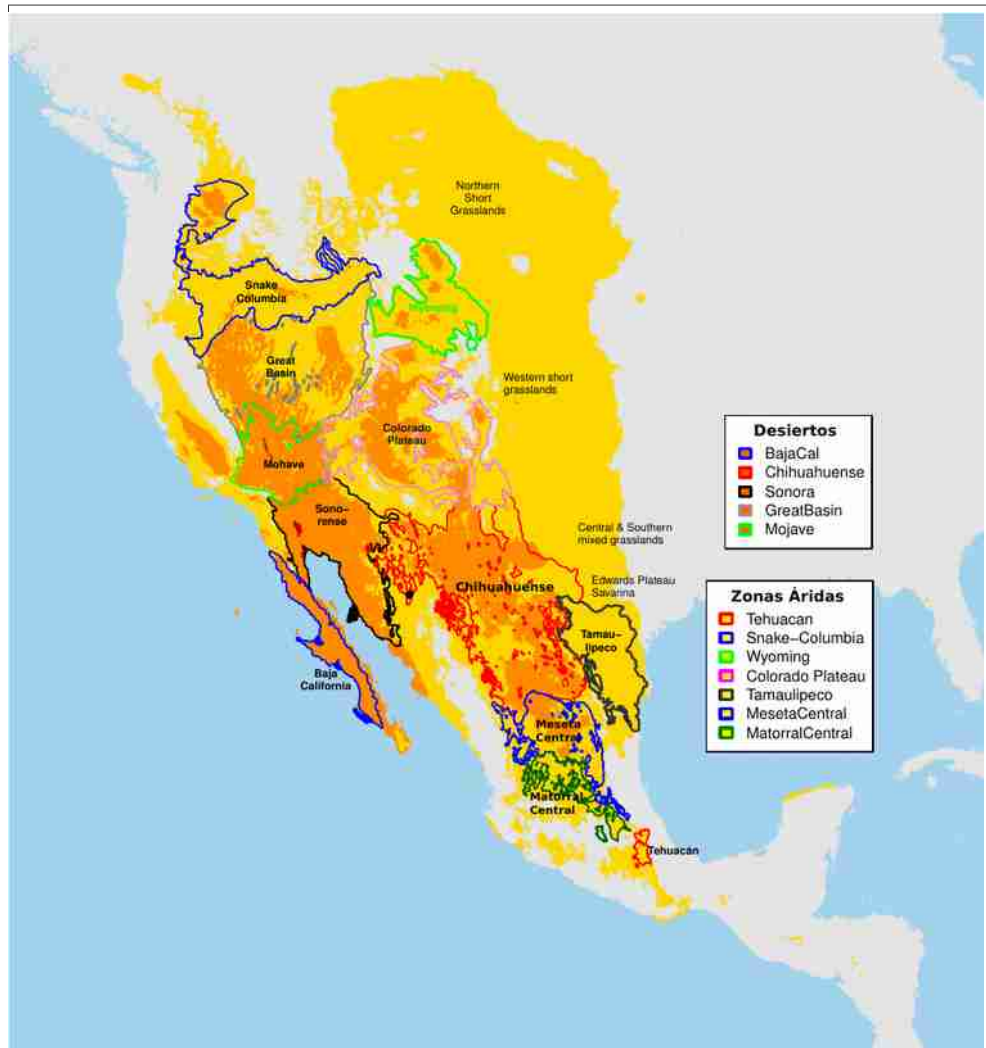 Northern
Short
Grasslands
Snake
Columbia
Wyoming
Great
Basin
Western short
grasslands
Colorado
Plateau
Mohave
Sono-
rense
Central & Southern
mixed grasslands
Chihuahuense
Edwards Plateau
Savanna
Tamau-
lipeco
Baja
California
Meseta
Central
Matorral
Central
Tehuacán
Desiertos
BajaCal
Chihuahuense
Sonora
GreatBasin
Mojave
Zonas Áridas
Tehuacan
Snake-Columbia
Wyoming
Colorado Plateau
Tamaulipeco
MesetaCentral
MatorralCentral